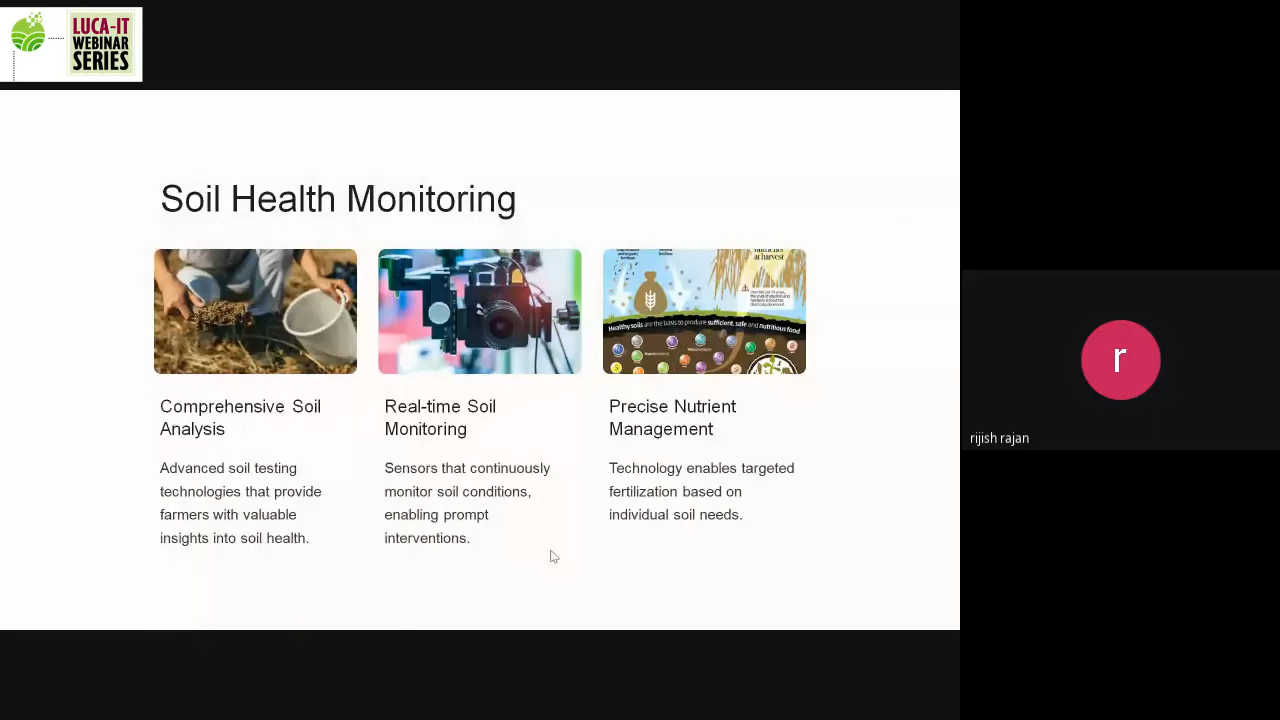 LUCA-IT
WEBINAR
SERIES
Soil Health Monitoring
nutrients
at harvest
Healthy soils are the basis to produce sufficient, safe and nutritious food
Comprehensive Soil
Analysis
Advanced soil testing
technologies that provide
farmers with valuable
insights into soil health.
Real-time Soil
Monitoring
Sensors that continuously
monitor soil conditions,
enabling prompt
interventions.
Precise Nutrient
Management
Technology enables targeted
fertilization based on
individual soil needs.
r
rijish rajan